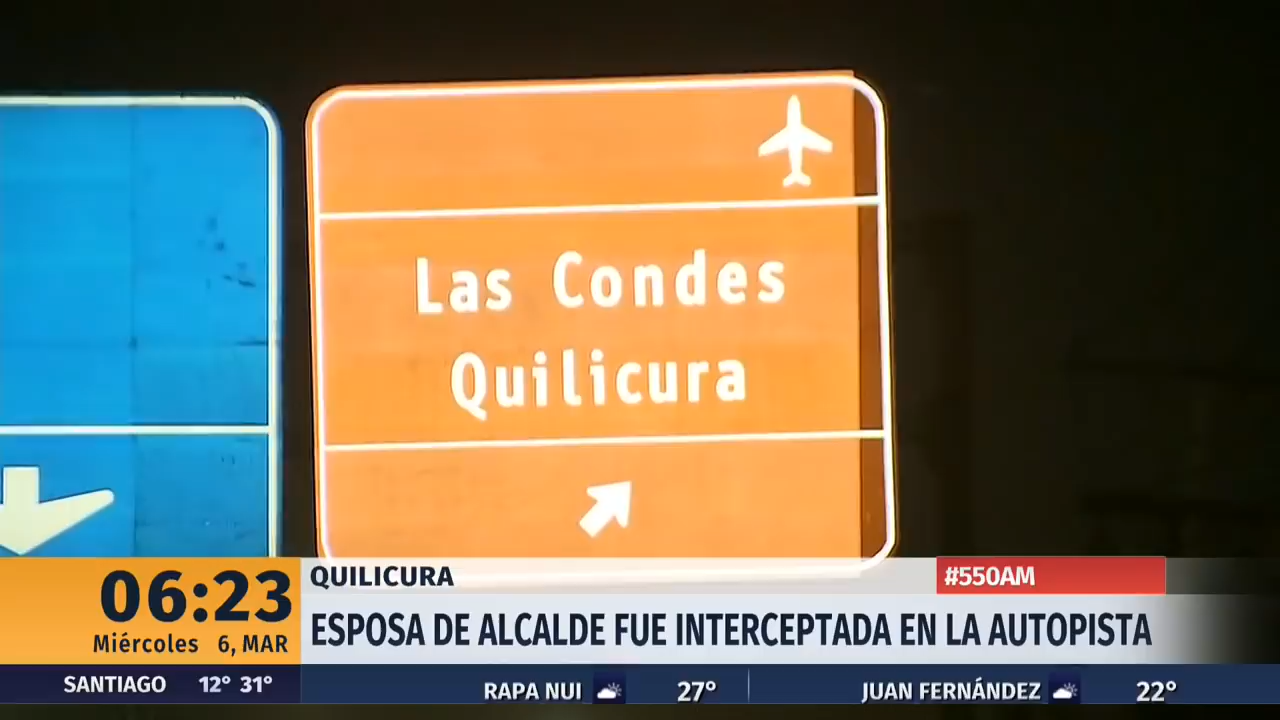 Las Condes
Quilicura
06:23
Miércoles 6, MAR
QUILICURA
#550AM
ESPOSA DE ALCALDE FUE INTERCEPTADA EN LA AUTOPISTA
SANTIAGO 12° 31° RAPA NUI 27° JUAN FERNÁNDEZ 22°